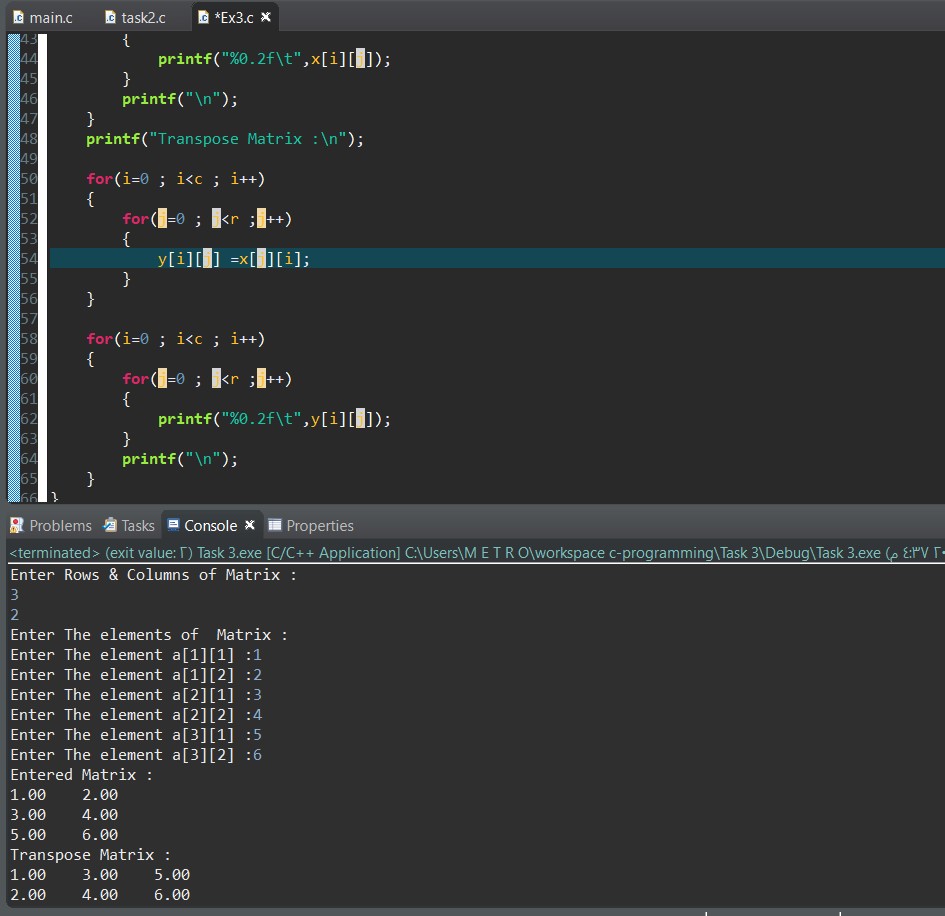 main.c task2.c *Ex3.c
43 {
44 printf("%0.2f\t",x[i][j]);
45 }
46 printf("\n");
47 }
48 printf("Transpose Matrix :\n");
49
50 for(i=0 ; i<c ; i++)
51 {
52 for(j=0 ; j<r ;j++)
53 {
54 y[i][j] =x[j][i];
55 }
56 }
57
58 for(i=0 ; i<c ; i++)
59 {
60 for(j=0 ; j<r ;j++)
61 {
62 printf("%0.2f\t",y[i][j]);
63 }
64 printf("\n");
65 }
66 }
Problems Tasks Console Properties
<terminated> (exit value: ٢) Task 3.exe [C/C++ Application] C:\Users\M E T R O\workspace c-programming\Task 3\Debug\Task 3.exe (م ٤:٣٧
Enter Rows & Columns of Matrix :
3
2
Enter The elements of  Matrix :
Enter The element a[1][1] :1
Enter The element a[1][2] :2
Enter The element a[2][1] :3
Enter The element a[2][2] :4
Enter The element a[3][1] :5
Enter The element a[3][2] :6
Entered Matrix :
1.00 2.00
3.00 4.00
5.00 6.00
Transpose Matrix :
1.00 3.00 5.00
2.00 4.00 6.00